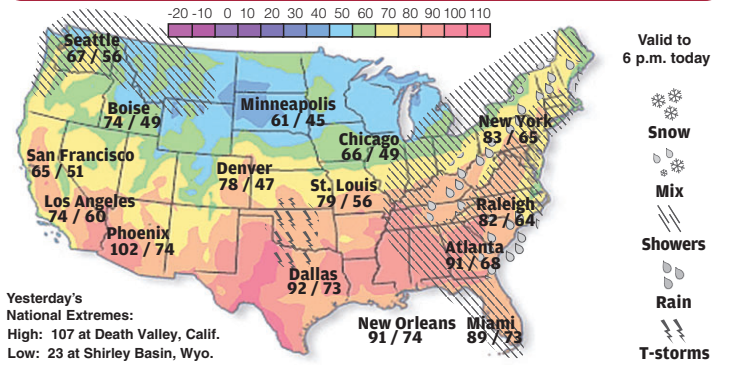 -20 -10 0 10 20 30 40 50 60 70 80 90 100 110
Seattle
67 / 56
Boise
74 / 49
Minneapolis
61 / 45
New York
83 / 65
Chicago
66 / 49
San Francisco
65 / 51
Denver
78 / 47
St. Louis
79 / 56
Los Angeles
74 / 60
Raleigh
82 / 64
Phoenix
102 / 74
Atlanta
91 / 68
Dallas
92 / 73
New Orleans
91 / 74
Miami
89 / 73
Yesterday's
National Extremes:
High: 107 at Death Valley, Calif.
Low: 23 at Shirley Basin, Wyo.
Valid to
6 p.m. today
Snow
Mix
Showers
Rain
T-storms